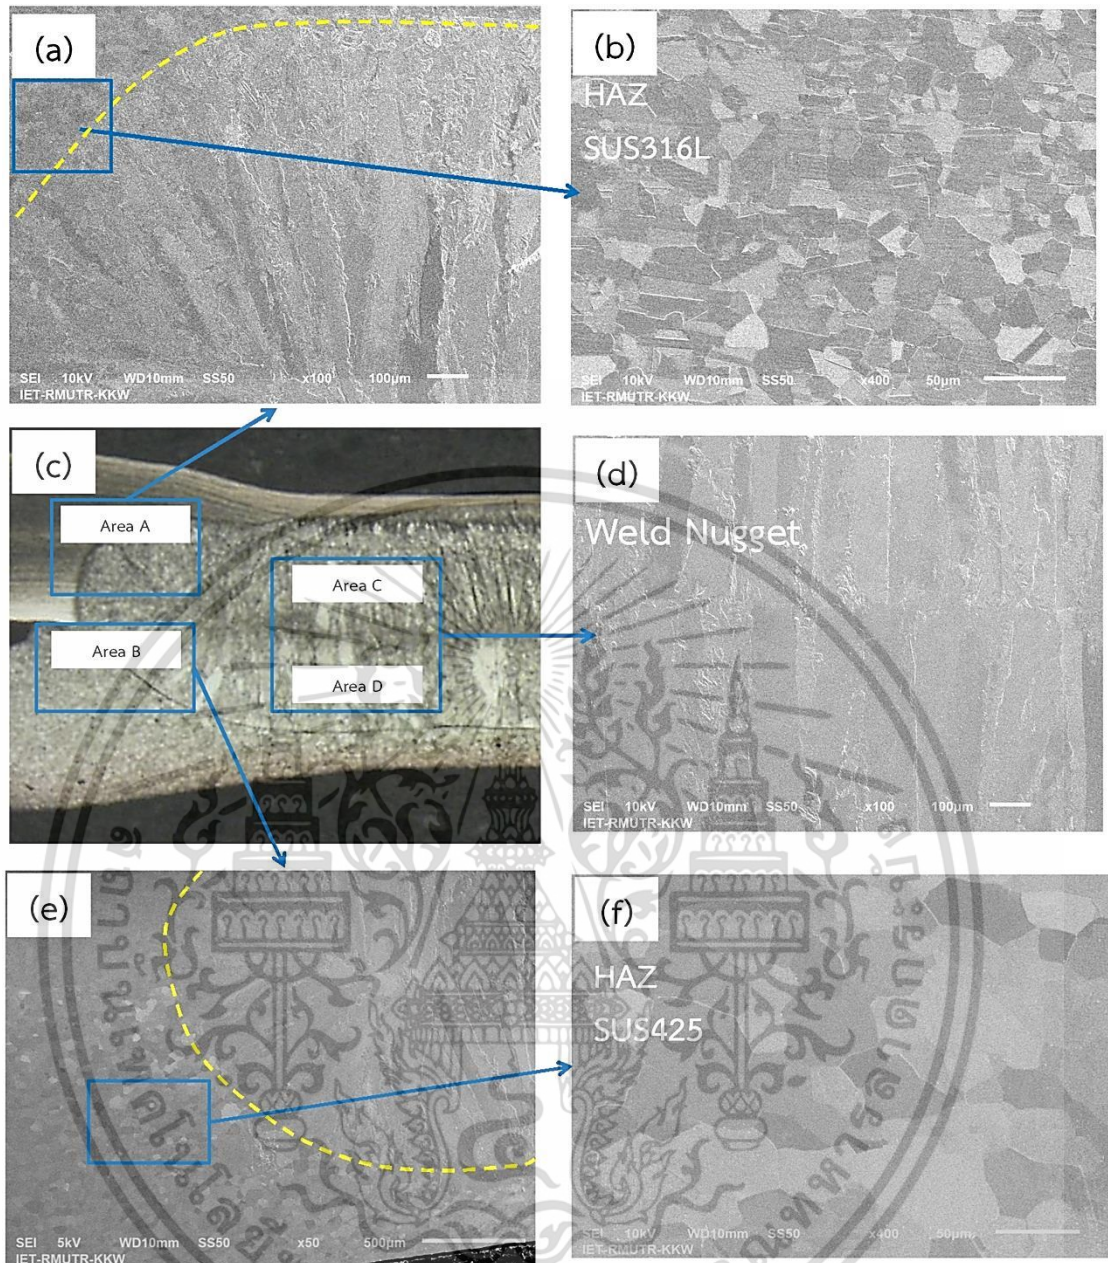 (a)
SEI 10kV WD10mm SS50 x100 100μm
IET-RMUTR-KKW
(b)
HAZ
SUS316L
SEI 10kV WD10mm SS50 x400 50μm
IET-RMUTR-KKW
(c)
Area A
Area B
Area C
Area D
(d)
Weld Nugget
SEI 10kV WD10mm SS50 x100 100μm
IET-RMUTR-KKW
(e)
SEI 5kV WD10mm SS50 x50 500μm
IET-RMUTR-KKW
(f)
HAZ
SUS425
SEI 10kV WD10mm SS50 x400 50μm
IET-RMUTR-KKW